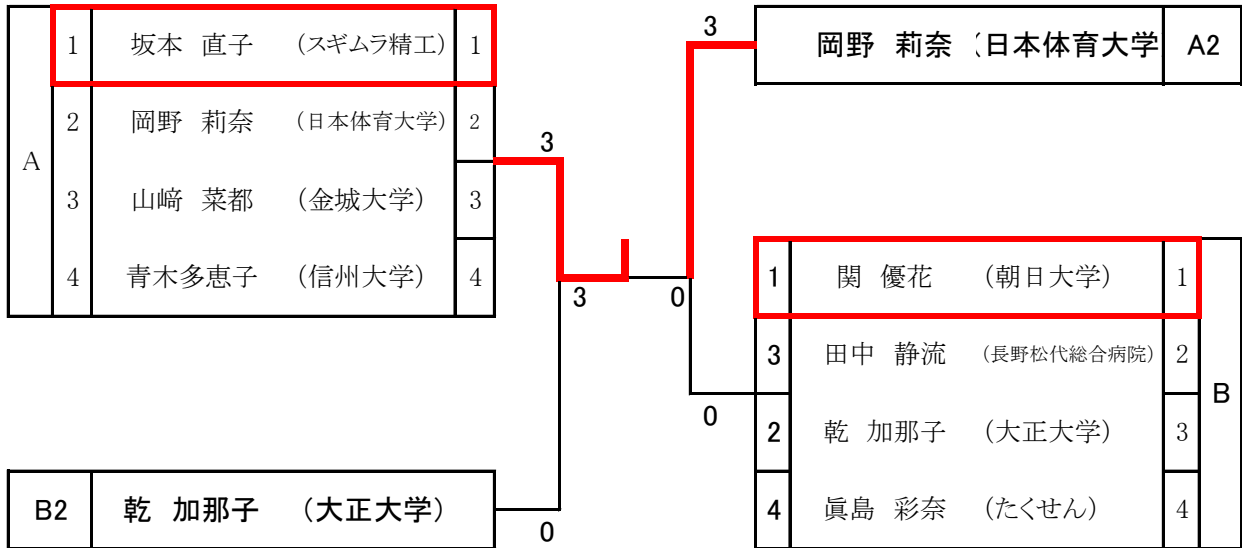 1 坂本 直子 (スギムラ精工) 1
3
岡野 莉奈 (日本体育大学 A2
2 岡野 莉奈 (日本体育大学) 2
3
A
3 山﨑 菜都 (金城大学) 3
4 青木多恵子 (信州大学) 4
3
0
1 関 優花 (朝日大学) 1
3 田中 静流 (長野松代総合病院) 2
B
0
2 乾 加那子 (大正大学) 3
B2 乾 加那子 (大正大学)
0
4 眞島 彩奈 (たくせん) 4